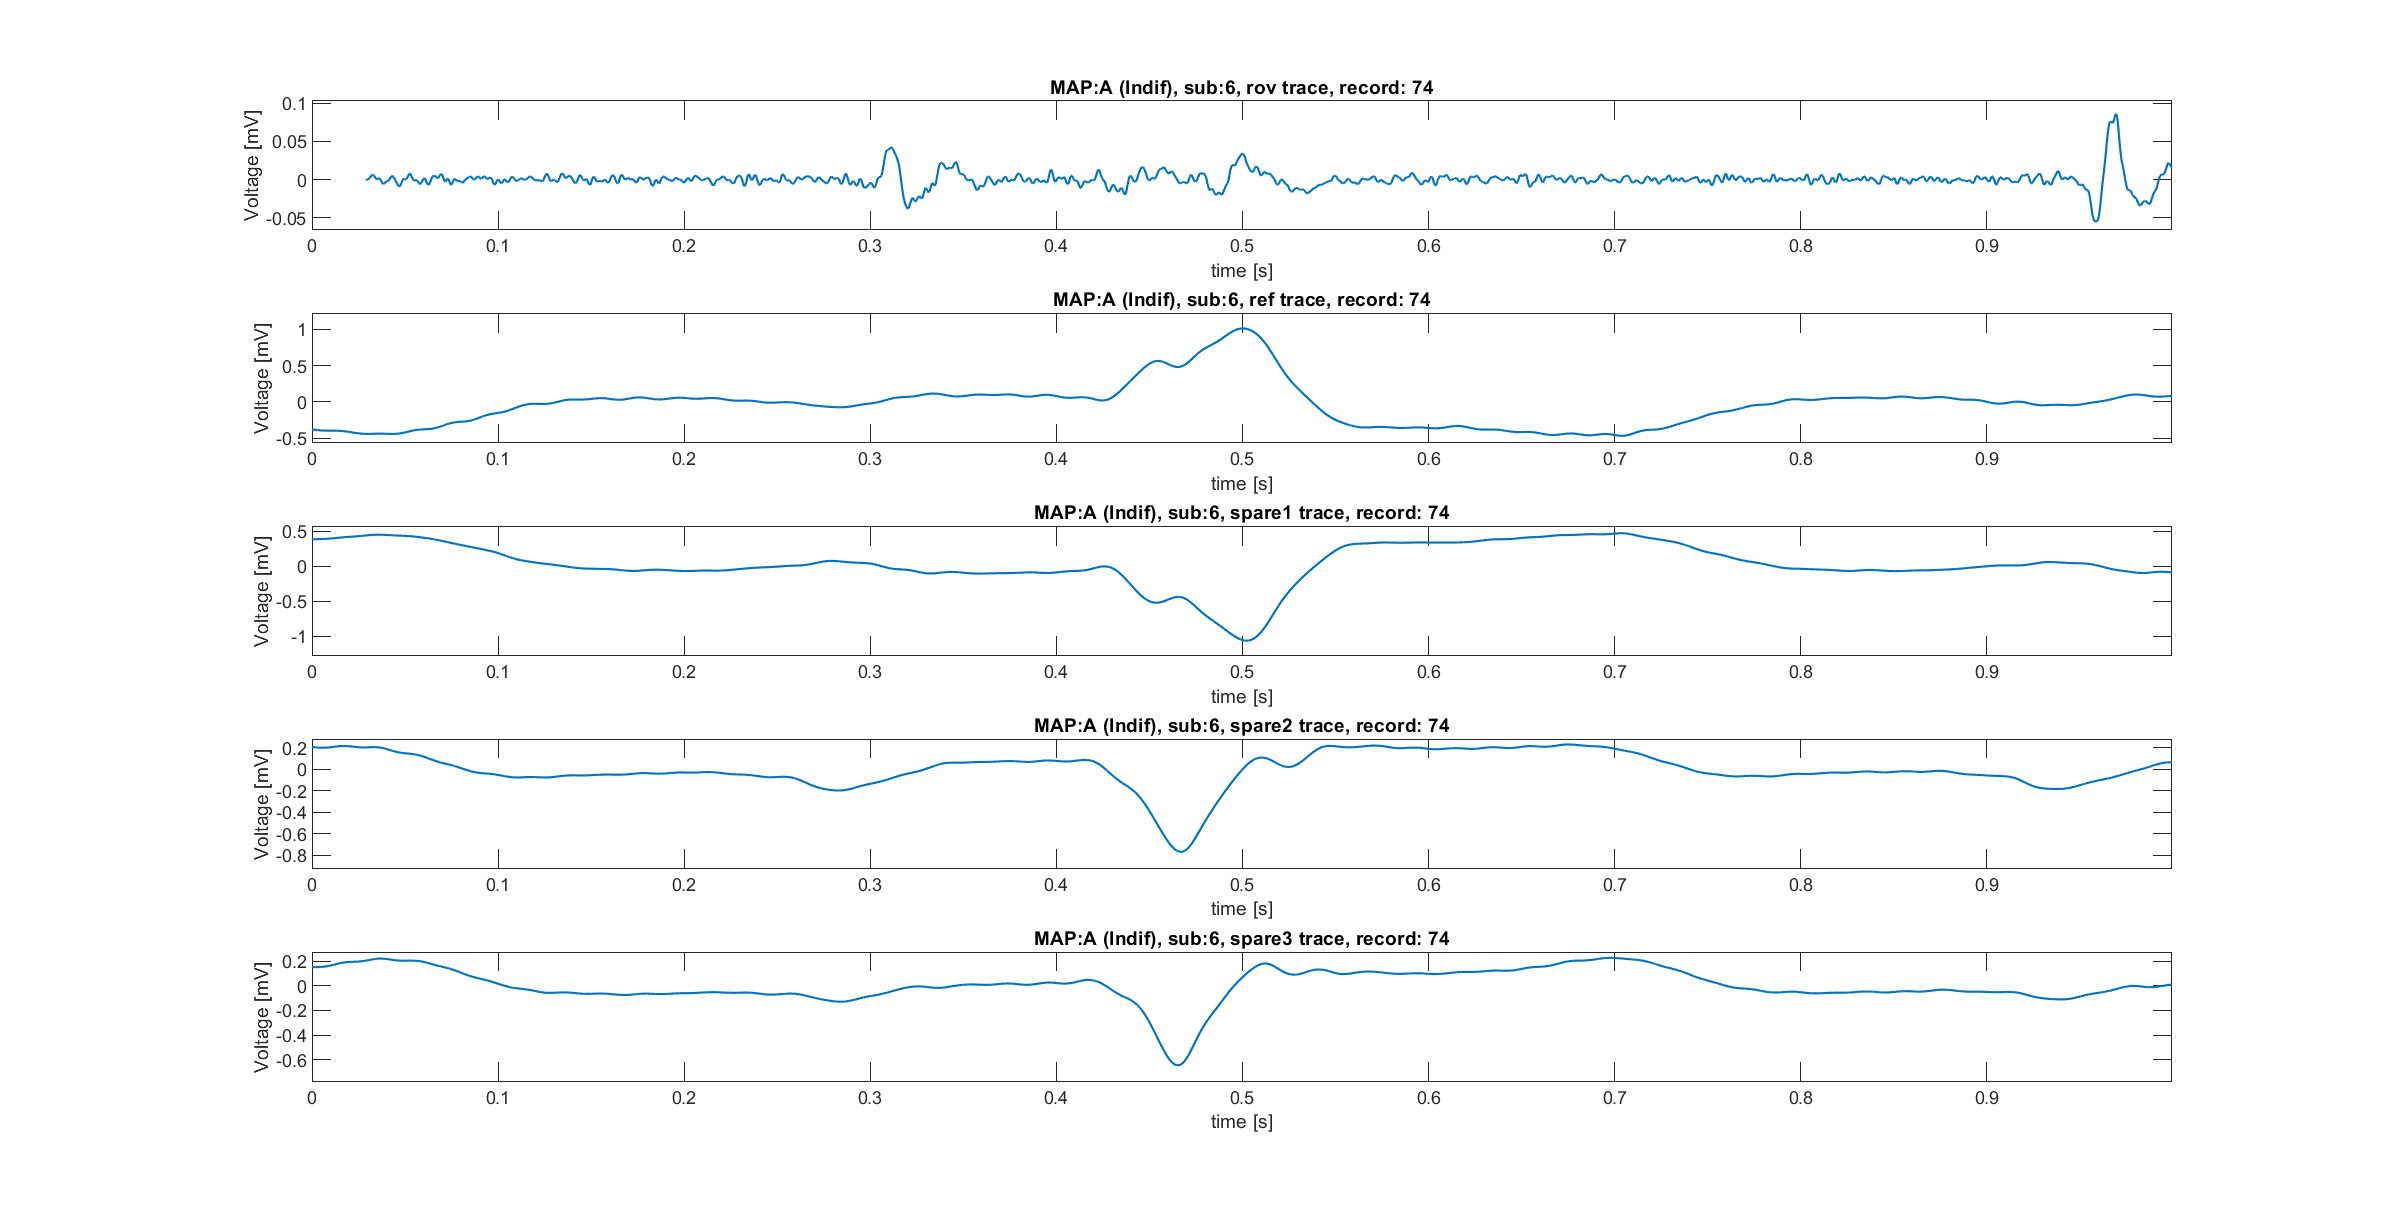 MAP:A (Indif), sub:6, rov trace, record: 74
Voltage [mV]
0.1
0.05
0
-0.05
0 0.1 0.2 0.3 0.4 0.5 0.6 0.7 0.8 0.9
time [s]
MAP:A (Indif), sub:6, ref trace, record: 74
Voltage [mV]
1
0.5
0
-0.5
0 0.1 0.2 0.3 0.4 0.5 0.6 0.7 0.8 0.9
time [s]
MAP:A (Indif), sub:6, spare1 trace, record: 74
Voltage [mV]
0.5
0
-0.5
-1
0 0.1 0.2 0.3 0.4 0.5 0.6 0.7 0.8 0.9
time [s]
MAP:A (Indif), sub:6, spare2 trace, record: 74
Voltage [mV]
0.2
0
-0.2
-0.4
-0.6
-0.8
0 0.1 0.2 0.3 0.4 0.5 0.6 0.7 0.8 0.9
time [s]
MAP:A (Indif), sub:6, spare3 trace, record: 74
Voltage [mV]
0.2
0
-0.2
-0.4
-0.6
0 0.1 0.2 0.3 0.4 0.5 0.6 0.7 0.8 0.9
time [s]